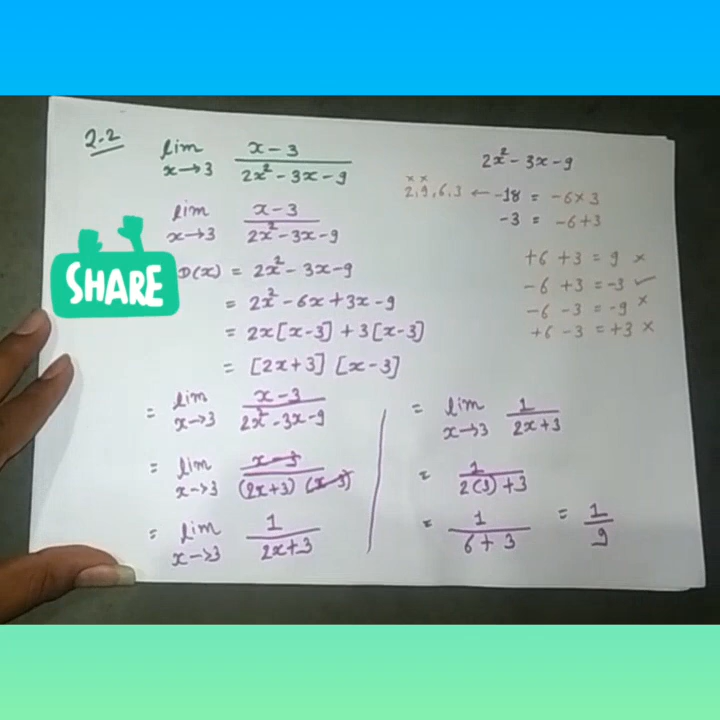 2.2
lim x→3 x-3 / 2x²-3x-9
lim x→3 x-3 / 2x²-3x-9
SHARE
D(x) = 2x²-3x-9
= 2x²-6x+3x-9
= 2x[x-3] + 3[x-3]
= [2x+3] [x-3]
= lim x→3 x-3 / 2x²-3x-9
= lim x→3 x-3 / (2x+3) (x-3)
= lim x→3 1 / 2x+3
2x²-3x-9
x x
2,9,6,3 ← -18 = -6×3
-3 = -6+3
+6 +3 = 9 x
-6 +3 = -3 ✓
-6 -3 = -9 x
+6 -3 = +3 x
= lim x→3 1 / 2x+3
= 1 / 2(3)+3
= 1 / 6+3 = 1 / 9